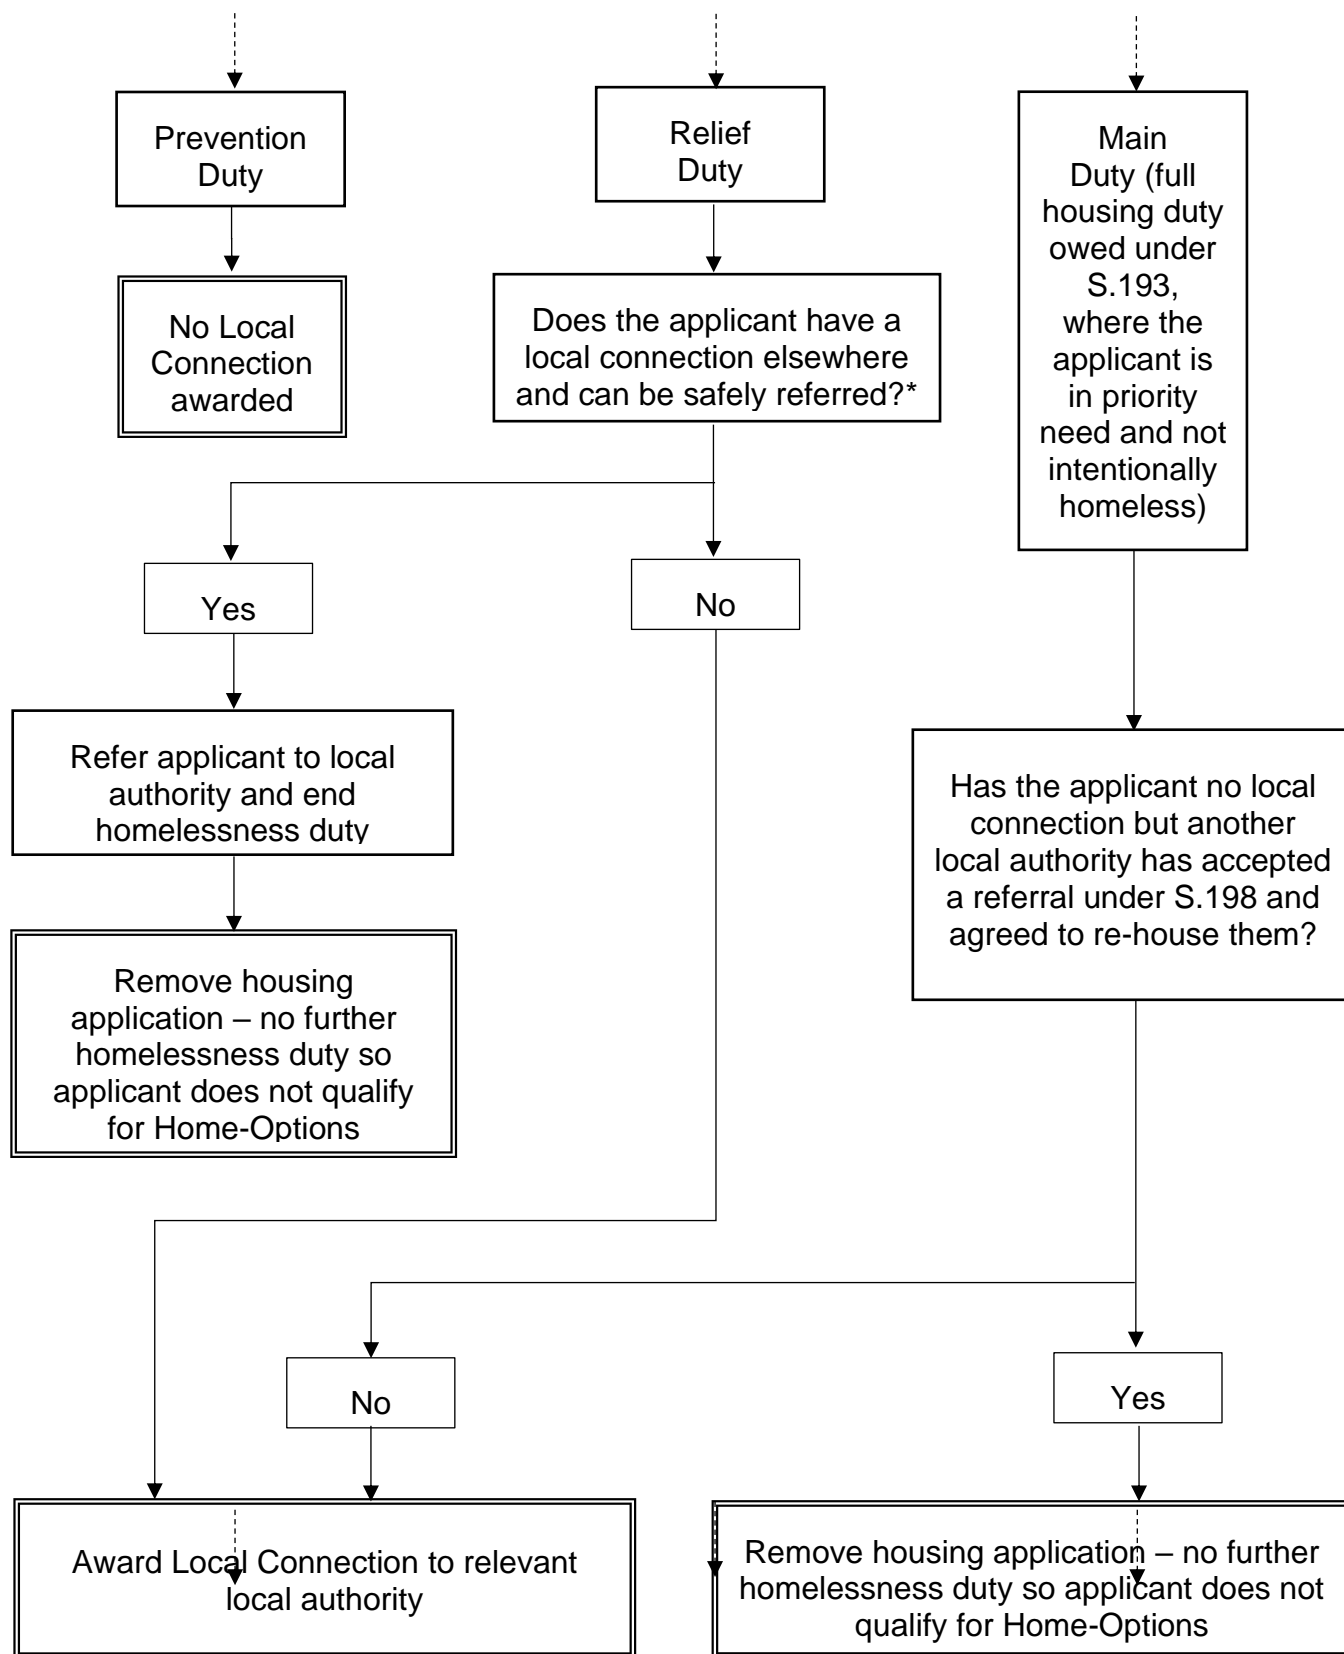 Prevention
Duty
Relief
Duty
Main
Duty (full
housing duty
owed under
S.193,
where the
applicant is
in priority
need and not
intentionally
homeless)
No Local
Connection
awarded
Does the applicant have a
local connection elsewhere
and can be safely referred?*
Yes
No
Refer applicant to local
authority and end
homelessness duty
Has the applicant no local
connection but another
local authority has accepted
a referral under S.198 and
agreed to re-house them?
Remove housing
application – no further
homelessness duty so
applicant does not qualify
for Home-Options
No
Yes
Award Local Connection to relevant
local authority
Remove housing application – no further
homelessness duty so applicant does not
qualify for Home-Options